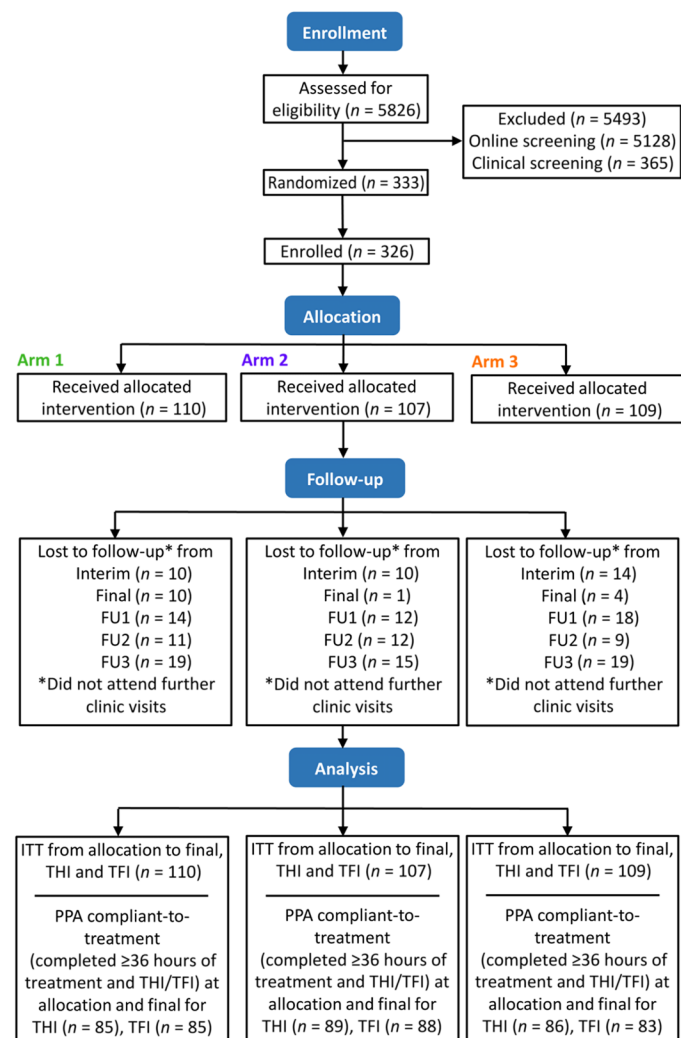 Enrollment
Assessed for
eligibility (n = 5826)
Excluded (n = 5493)
Online screening (n = 5128)
Clinical screening (n = 365)
Randomized (n = 333)
Enrolled (n = 326)
Allocation
Arm 1
Received allocated
intervention (n = 110)
Arm 2
Received allocated
intervention (n = 107)
Arm 3
Received allocated
intervention (n = 109)
Follow-up
Lost to follow-up* from
Interim (n = 10)
Final (n = 10)
FU1 (n = 14)
FU2 (n = 11)
FU3 (n = 19)
*Did not attend further
clinic visits
Lost to follow-up* from
Interim (n = 10)
Final (n = 1)
FU1 (n = 12)
FU2 (n = 12)
FU3 (n = 15)
*Did not attend further
clinic visits
Lost to follow-up* from
Interim (n = 14)
Final (n = 4)
FU1 (n = 18)
FU2 (n = 9)
FU3 (n = 19)
*Did not attend further
clinic visits
Analysis
ITT from allocation to final,
THI and TFI (n = 110)
PPA compliant-to-
treatment
(completed ≥36 hours of
treatment and THI/TFI) at
allocation and final for
THI (n = 85), TFI (n = 85)
ITT from allocation to final,
THI and TFI (n = 107)
PPA compliant-to-
treatment
(completed ≥36 hours of
treatment and THI/TFI) at
allocation and final for
THI (n = 89), TFI (n = 88)
ITT from allocation to final,
THI and TFI (n = 109)
PPA compliant-to-
treatment
(completed ≥36 hours of
treatment and THI/TFI) at
allocation and final for
THI (n = 86), TFI (n = 83)